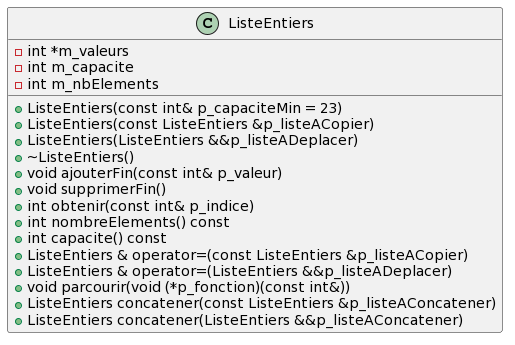 C ListeEntiers
int *m_valeurs
int m_capacite
int m_nbElements
ListeEntiers(const int& p_capaciteMin = 23)
ListeEntiers(const ListeEntiers &p_listeACopier)
ListeEntiers(ListeEntiers &&p_listeADeplacer)
~ListeEntiers()
void ajouterFin(const int& p_valeur)
void supprimerFin()
int obtenir(const int& p_indice)
int nombreElements() const
int capacite() const
ListeEntiers & operator=(const ListeEntiers &p_listeACopier)
ListeEntiers & operator=(ListeEntiers &&p_listeADeplacer)
void parcourir(void (*p_fonction)(const int&))
ListeEntiers concatener(const ListeEntiers &p_listeAConcatener)
ListeEntiers concatener(ListeEntiers &&p_listeAConcatener)